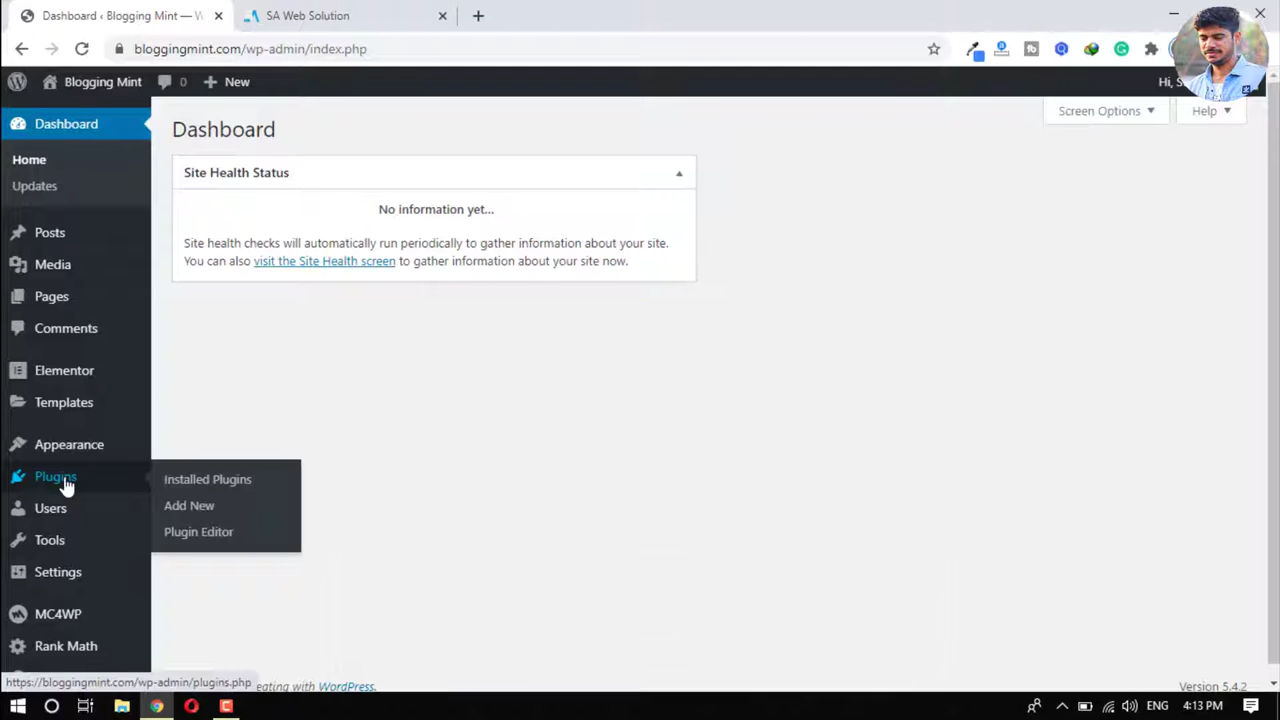 Dashboard ‹ Blogging Mint — W
SA Web Solution
bloggingmint.com/wp-admin/index.php
Blogging Mint
0
New
Hi, S
Dashboard
Home
Updates
Posts
Media
Pages
Comments
Elementor
Templates
Appearance
Plugins
Users
Tools
Settings
MC4WP
Rank Math
Installed Plugins
Add New
Plugin Editor
Screen Options ▼
Help ▼
Dashboard
Site Health Status
No information yet...
Site health checks will automatically run periodically to gather information about your site.
You can also visit the Site Health screen to gather information about your site now.
https://bloggingmint.com/wp-admin/plugins.php
eating with WordPress.
Version 5.4.2
ENG
4:13 PM